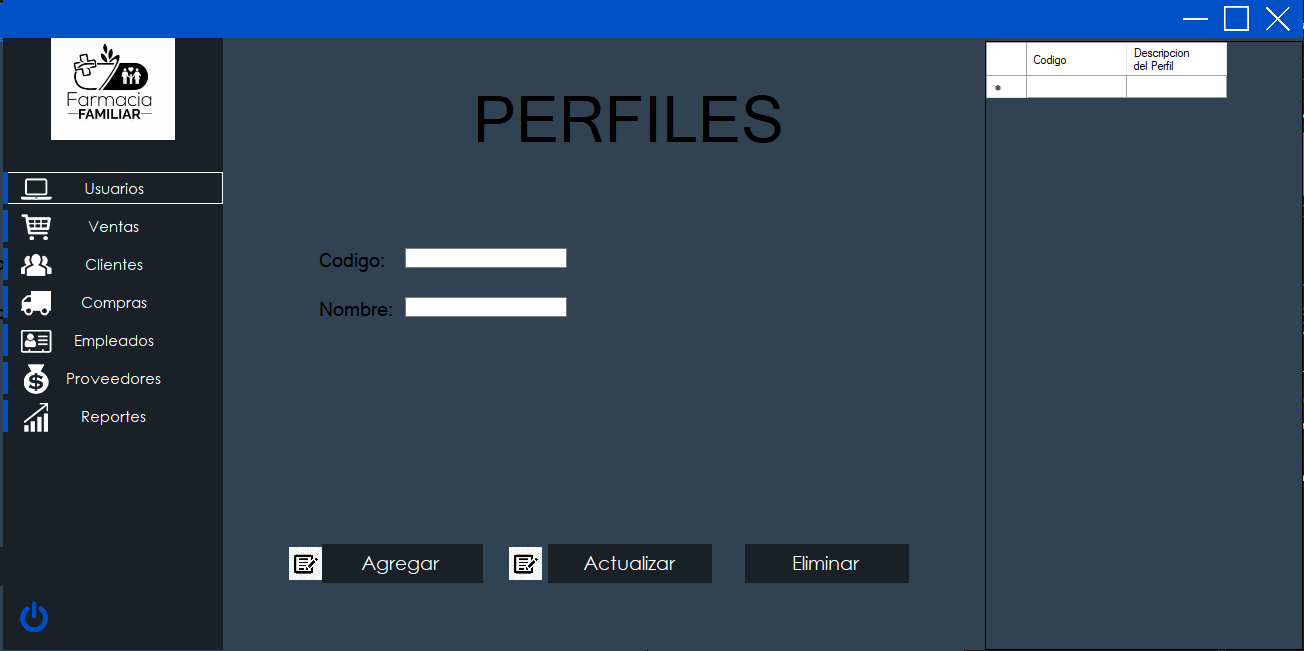 Farmacia
FAMILIAR
Usuarios
Ventas
Clientes
Compras
Empleados
Proveedores
Reportes
PERFILES
Codigo:
Nombre:
Agregar
Actualizar
Eliminar
Codigo
Descripcion
del Perfil